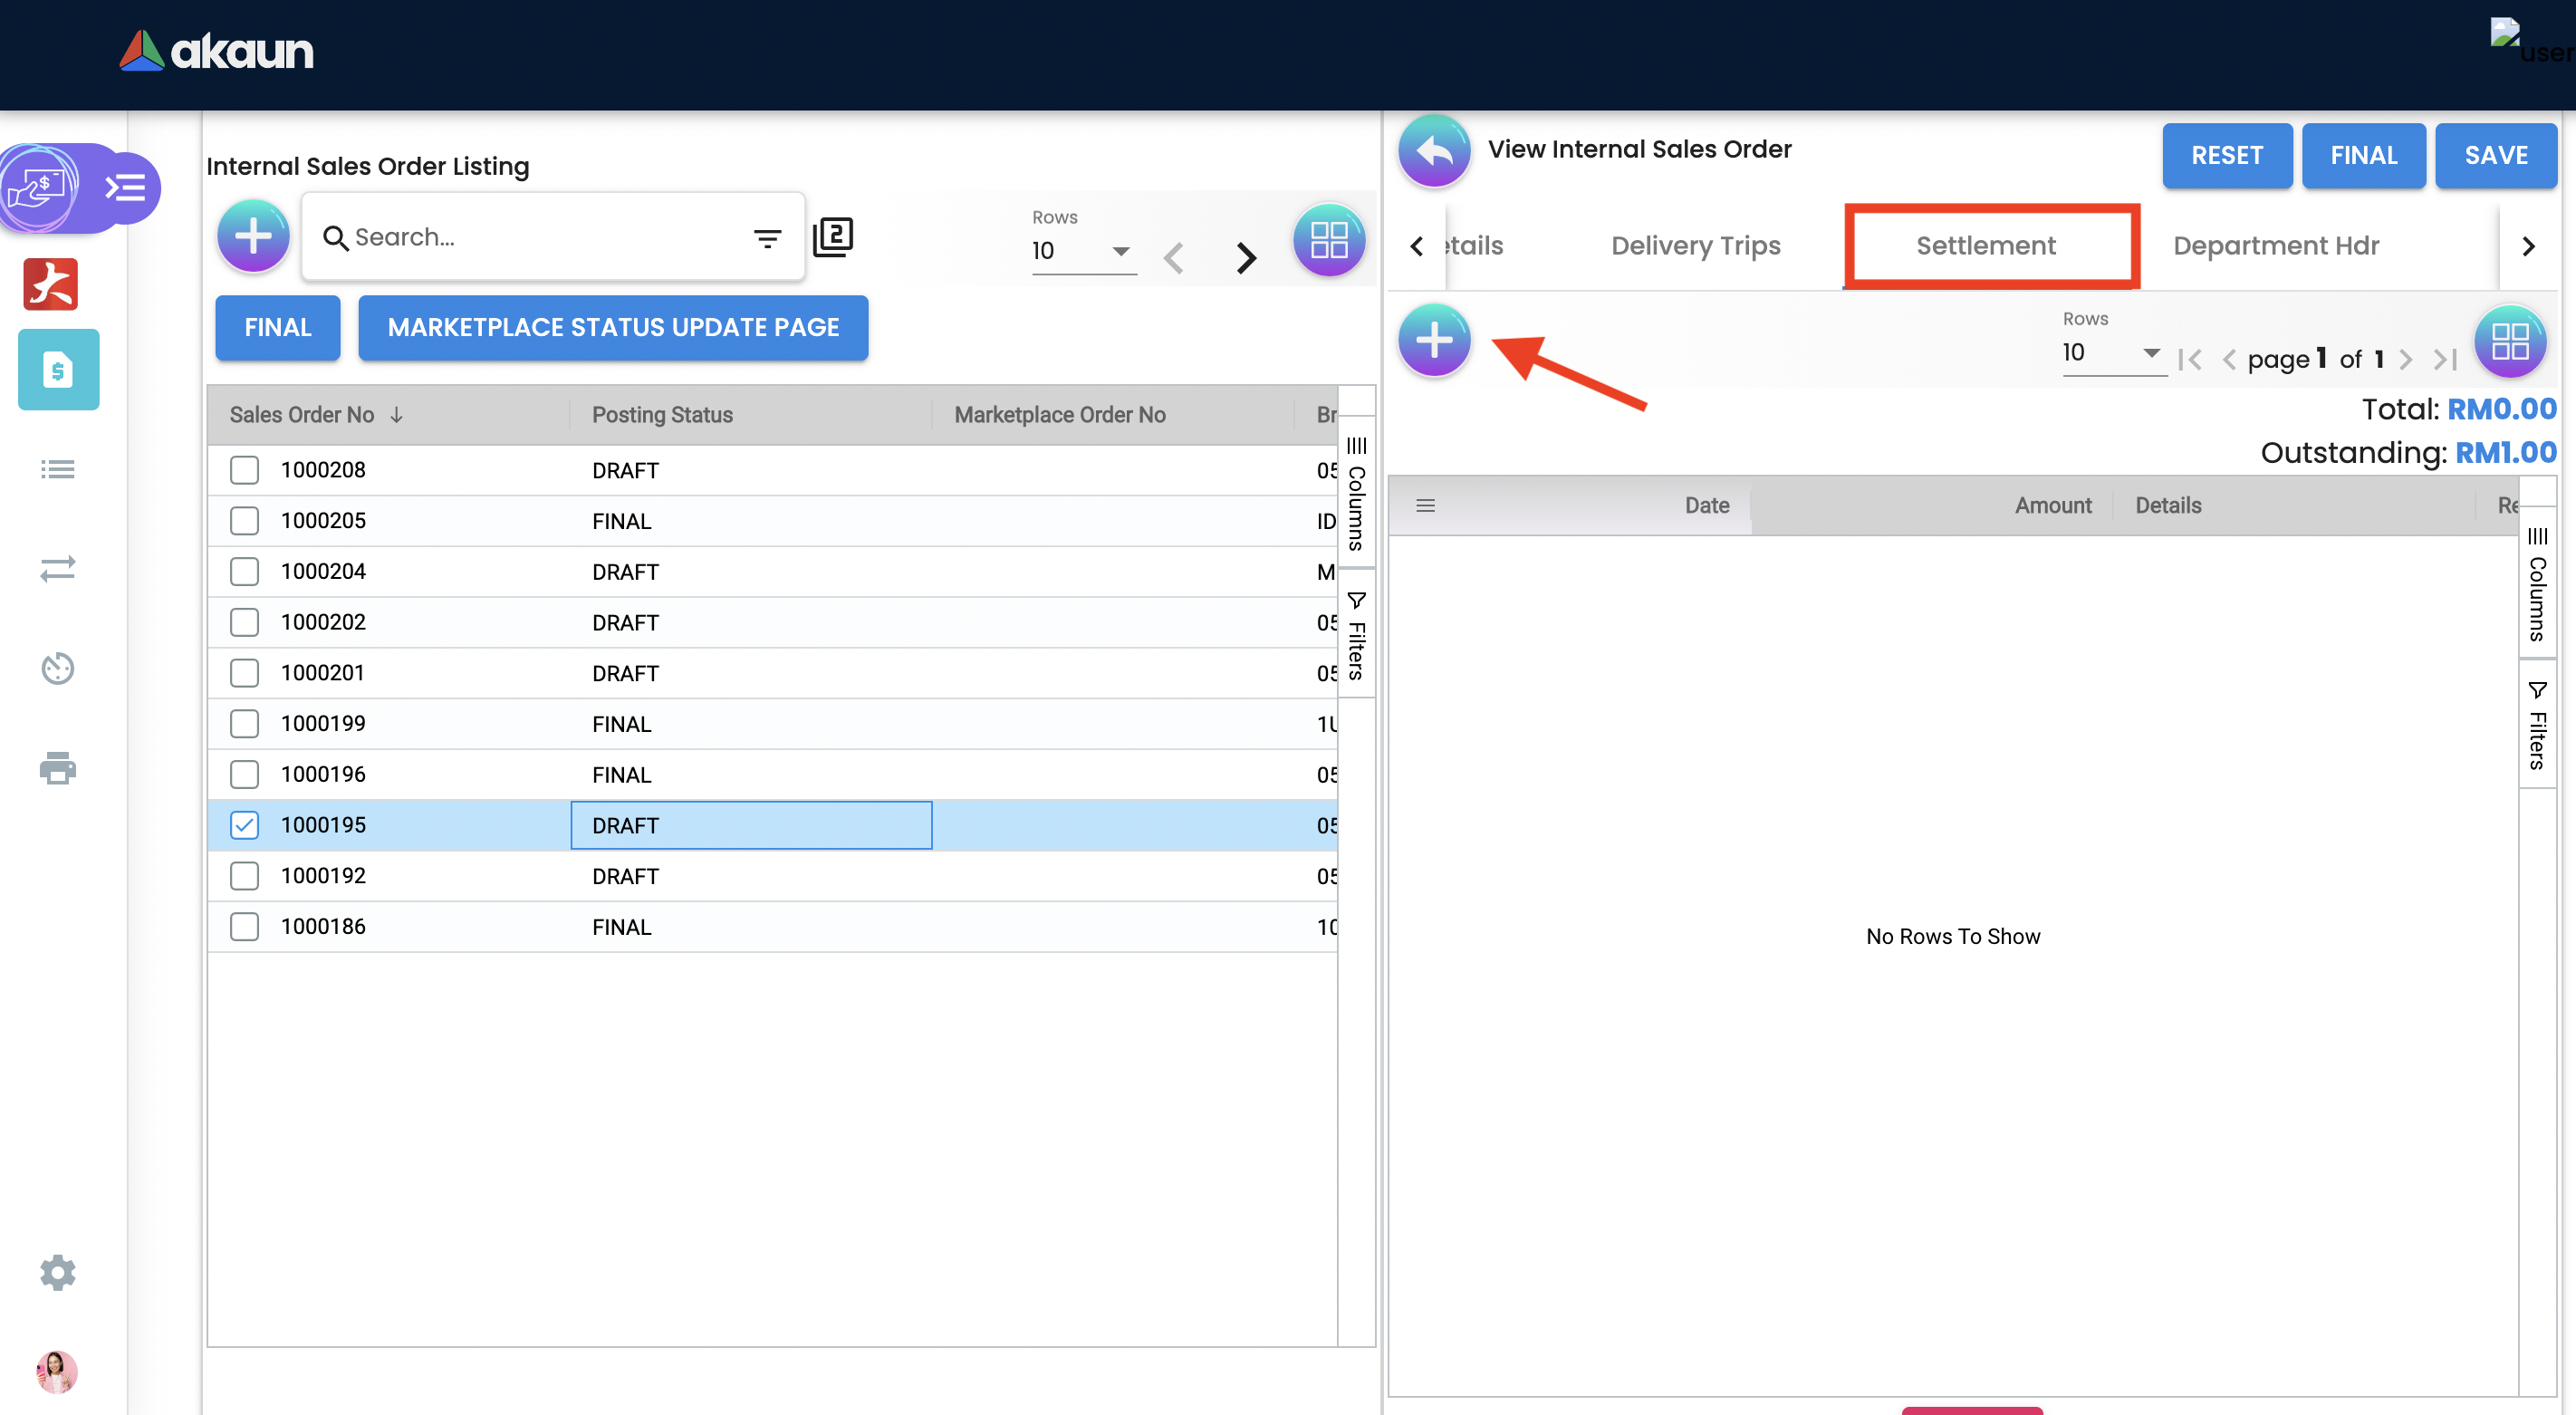 akaun
user
Internal Sales Order Listing
Search...
2
Rows
10
FINAL
MARKETPLACE STATUS UPDATE PAGE
Sales Order No
Posting Status
Marketplace Order No
Br
1000208 DRAFT 05
1000205 FINAL ID
1000204 DRAFT M
1000202 DRAFT 05
1000201 DRAFT 05
1000199 FINAL 1U
1000196 FINAL 05
1000195 DRAFT 05
1000192 DRAFT 05
1000186 FINAL 10
Columns
Filters
View Internal Sales Order
RESET
FINAL
SAVE
etails
Delivery Trips
Settlement
Department Hdr
Rows
10
page 1 of 1
Total: RM0.00
Outstanding: RM1.00
Date
Amount
Details
Re
No Rows To Show
Columns
Filters